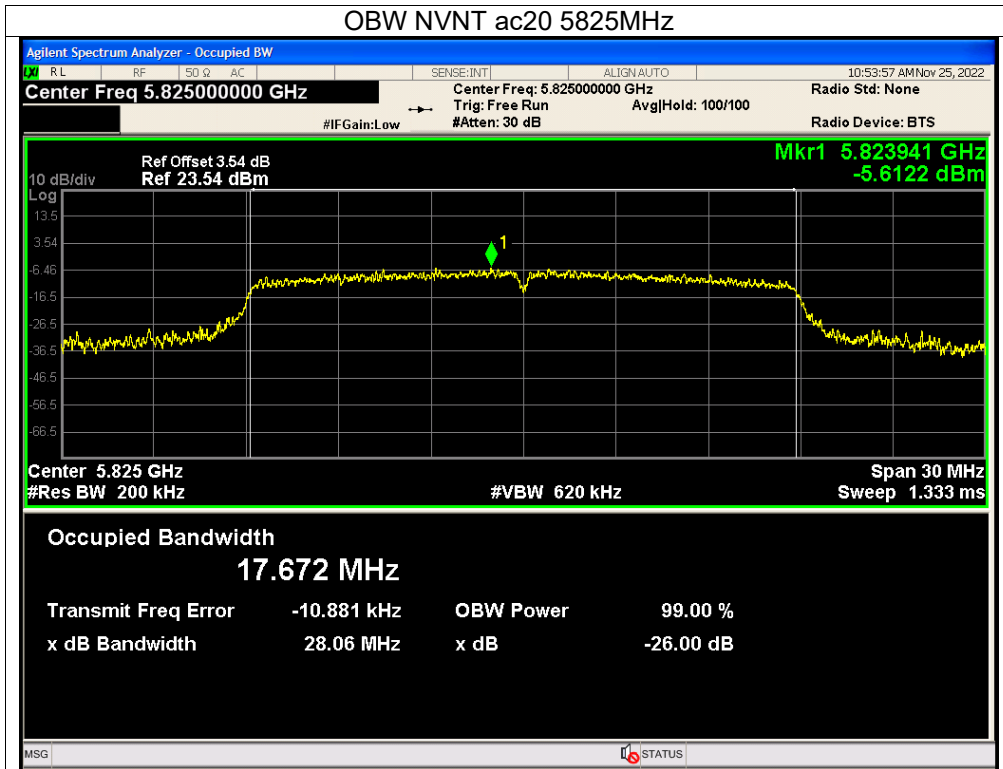 OBW NVNT ac20 5825MHz
Agilent Spectrum Analyzer - Occupied BW
LXI RL RF 50 Ω AC SENSE:INT ALIGN AUTO 10:53:57 AM Nov 25, 2022
Center Freq 5.825000000 GHz Center Freq: 5.825000000 GHz Radio Std: None
Trig: Free Run Avg|Hold: 100/100
#IFGain:Low #Atten: 30 dB Radio Device: BTS
Mkr1 5.823941 GHz
Ref Offset 3.54 dB
10 dB/div Ref 23.54 dBm -5.6122 dBm
Log
13.5
3.54
1
-6.46
-16.5
-26.5
-36.5
-46.5
-56.5
-66.5
Center 5.825 GHz Span 30 MHz
#Res BW 200 kHz #VBW 620 kHz Sweep 1.333 ms
Occupied Bandwidth
17.672 MHz
Transmit Freq Error -10.881 kHz OBW Power 99.00 %
x dB Bandwidth 28.06 MHz x dB -26.00 dB
MSG STATUS